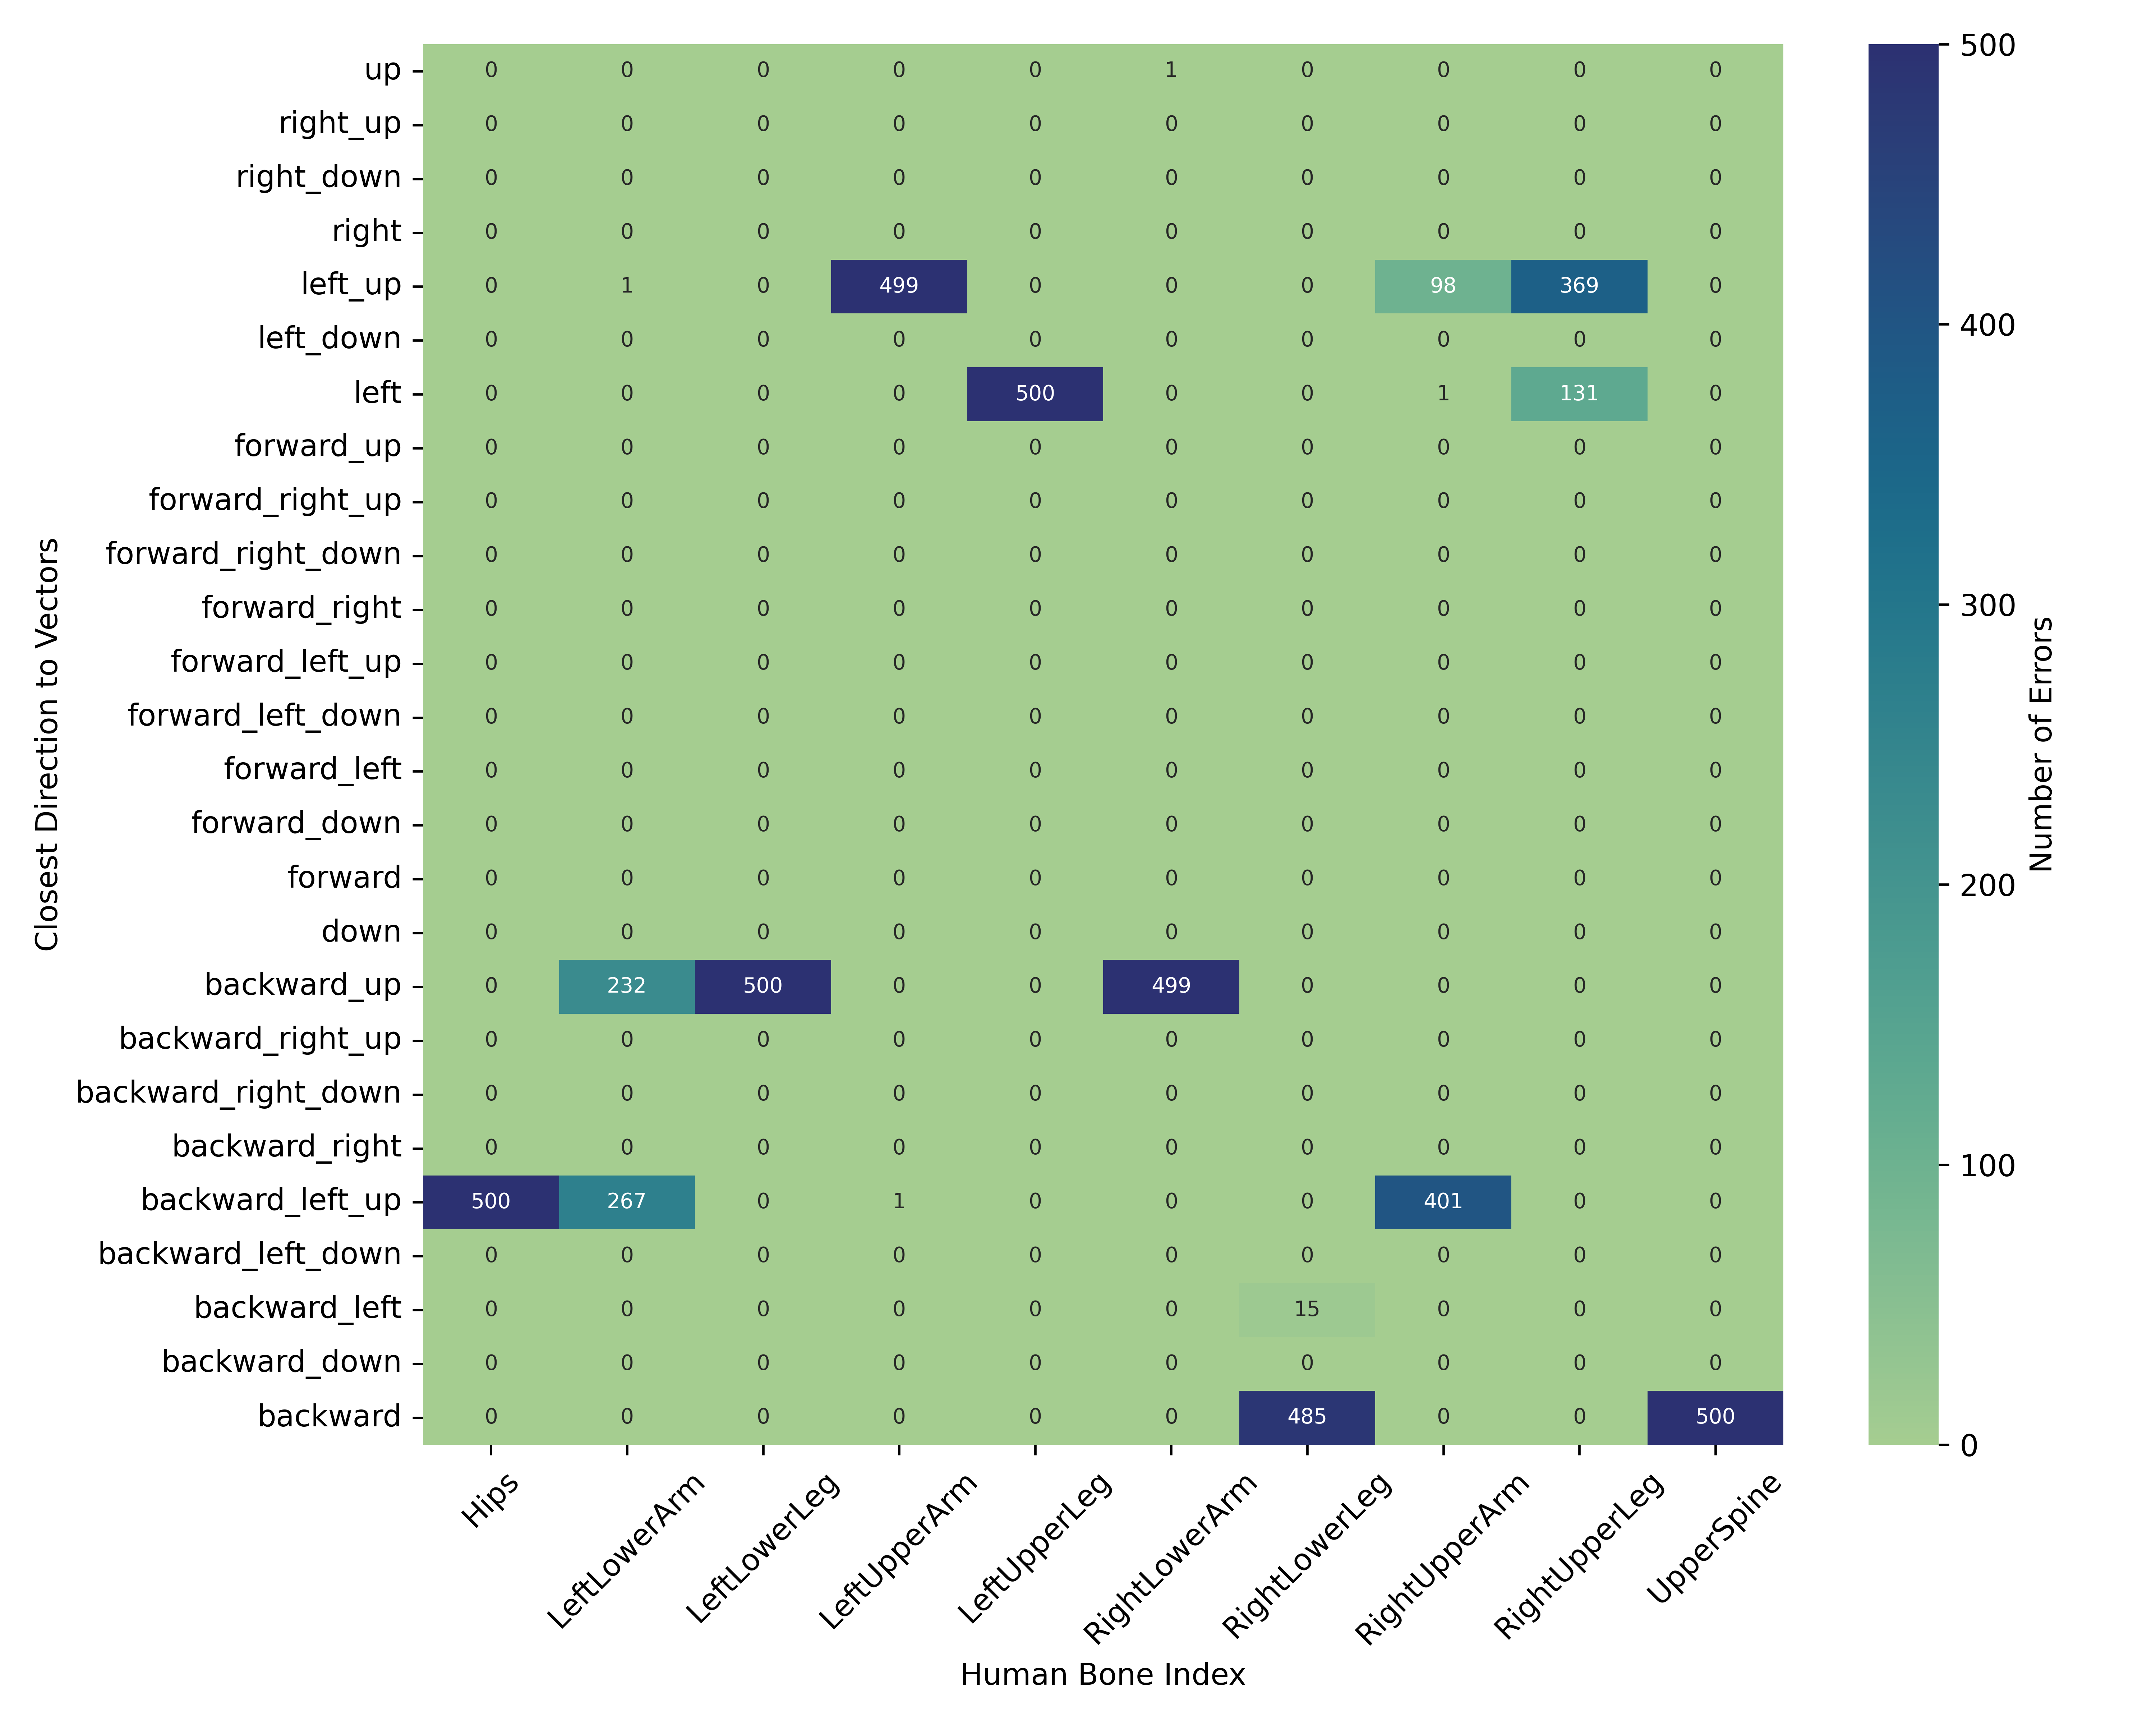 up 0 0 0 0 0 1 0 0 0 0
right_up 0 0 0 0 0 0 0 0 0 0
right_down 0 0 0 0 0 0 0 0 0 0
right 0 0 0 0 0 0 0 0 0 0
left_up 0 1 0 499 0 0 0 98 369 0
left_down 0 0 0 0 0 0 0 0 0 0
left 0 0 0 0 500 0 0 1 131 0
forward_up 0 0 0 0 0 0 0 0 0 0
forward_right_up 0 0 0 0 0 0 0 0 0 0
forward_right_down 0 0 0 0 0 0 0 0 0 0
forward_right 0 0 0 0 0 0 0 0 0 0
forward_left_up 0 0 0 0 0 0 0 0 0 0
forward_left_down 0 0 0 0 0 0 0 0 0 0
forward_left 0 0 0 0 0 0 0 0 0 0
forward_down 0 0 0 0 0 0 0 0 0 0
forward 0 0 0 0 0 0 0 0 0 0
down 0 0 0 0 0 0 0 0 0 0
backward_up 0 232 500 0 0 499 0 0 0 0
backward_right_up 0 0 0 0 0 0 0 0 0 0
backward_right_down 0 0 0 0 0 0 0 0 0 0
backward_right 0 0 0 0 0 0 0 0 0 0
backward_left_up 500 267 0 1 0 0 0 401 0 0
backward_left_down 0 0 0 0 0 0 0 0 0 0
backward_left 0 0 0 0 0 0 15 0 0 0
backward_down 0 0 0 0 0 0 0 0 0 0
backward 0 0 0 0 0 0 485 0 0 500
Closest Direction to Vectors
Hips
LeftLowerArm
LeftLowerLeg
LeftUpperArm
LeftUpperLeg
RightLowerArm
RightLowerLeg
RightUpperArm
RightUpperLeg
UpperSpine
Human Bone Index
500
400
300
200
100
0
Number of Errors